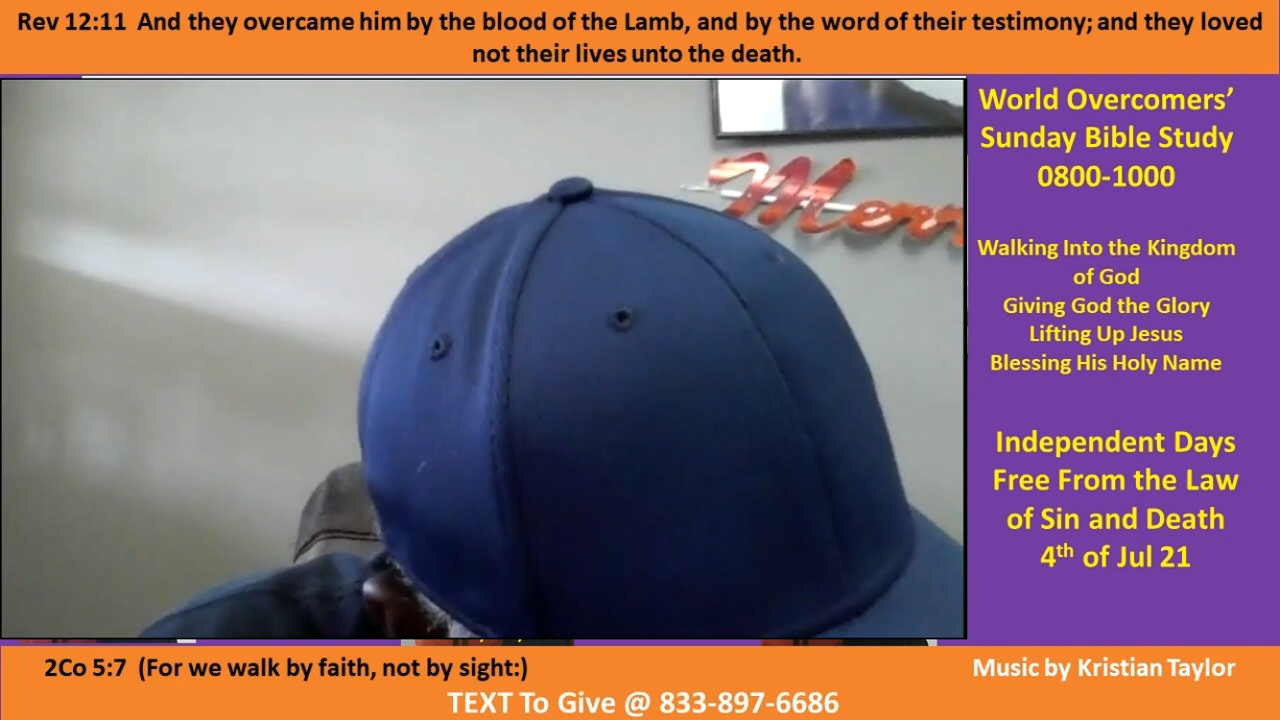 Rev 12:11 And they overcame him by the blood of the Lamb, and by the word of their testimony; and they loved
not their lives unto the death.
World Overcomers’
Sunday Bible Study
0800-1000
Walking Into the Kingdom
of God
Giving God the Glory
Lifting Up Jesus
Blessing His Holy Name
Independent Days
Free From the Law
of Sin and Death
4th of Jul 21
2Co 5:7 (For we walk by faith, not by sight:)
Music by Kristian Taylor
TEXT To Give @ 833-897-6686